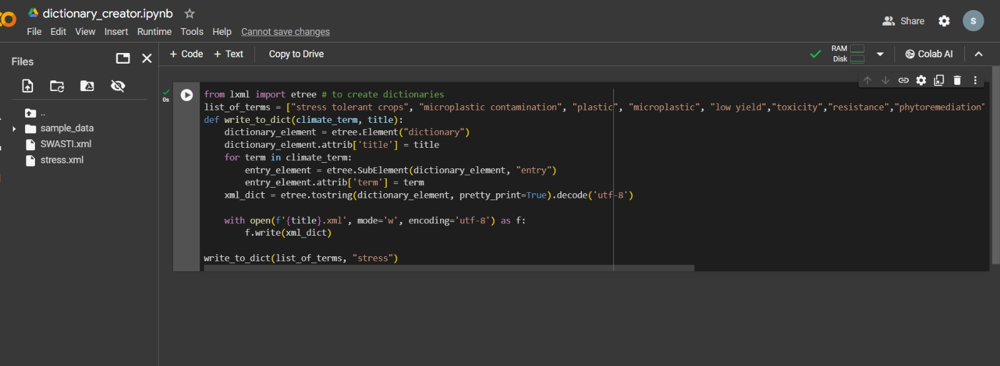 dictionary_creator.ipynb
File Edit View Insert Runtime Tools Help Cannot save changes
Share
S
Files
+ Code + Text Copy to Drive
RAM
Disk
Colab AI
..
sample_data
SWASTI.xml
stress.xml
0s
from lxml import etree # to create dictionaries
list_of_terms = ["stress tolerant crops", "microplastic contamination", "plastic", "microplastic", "low yield","toxicity","resistance","phytoremediation"
def write_to_dict(climate_term, title):
    dictionary_element = etree.Element("dictionary")
    dictionary_element.attrib['title'] = title
    for term in climate_term:
        entry_element = etree.SubElement(dictionary_element, "entry")
        entry_element.attrib['term'] = term
    xml_dict = etree.tostring(dictionary_element, pretty_print=True).decode('utf-8')
    with open(f'{title}.xml', mode='w', encoding='utf-8') as f:
        f.write(xml_dict)
write_to_dict(list_of_terms, "stress")